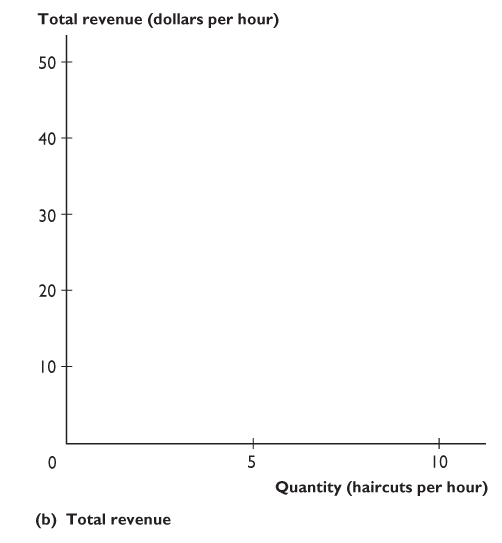 Total revenue (dollars per hour)
50
40
30
20
10
0 5 10
Quantity (haircuts per hour)
(b) Total revenue